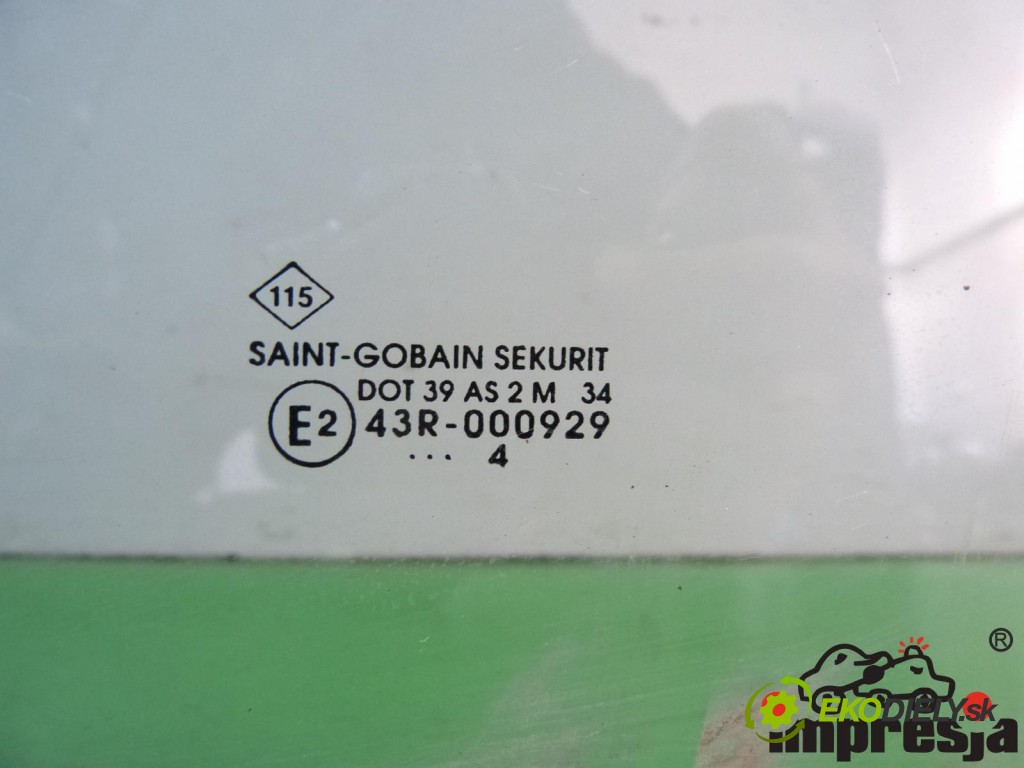 115
SAINT-GOBAIN SEKURIT
DOT 39 AS 2 M 34
E2 43R-000929
... 4
®
EKODIELY.sk
impresja